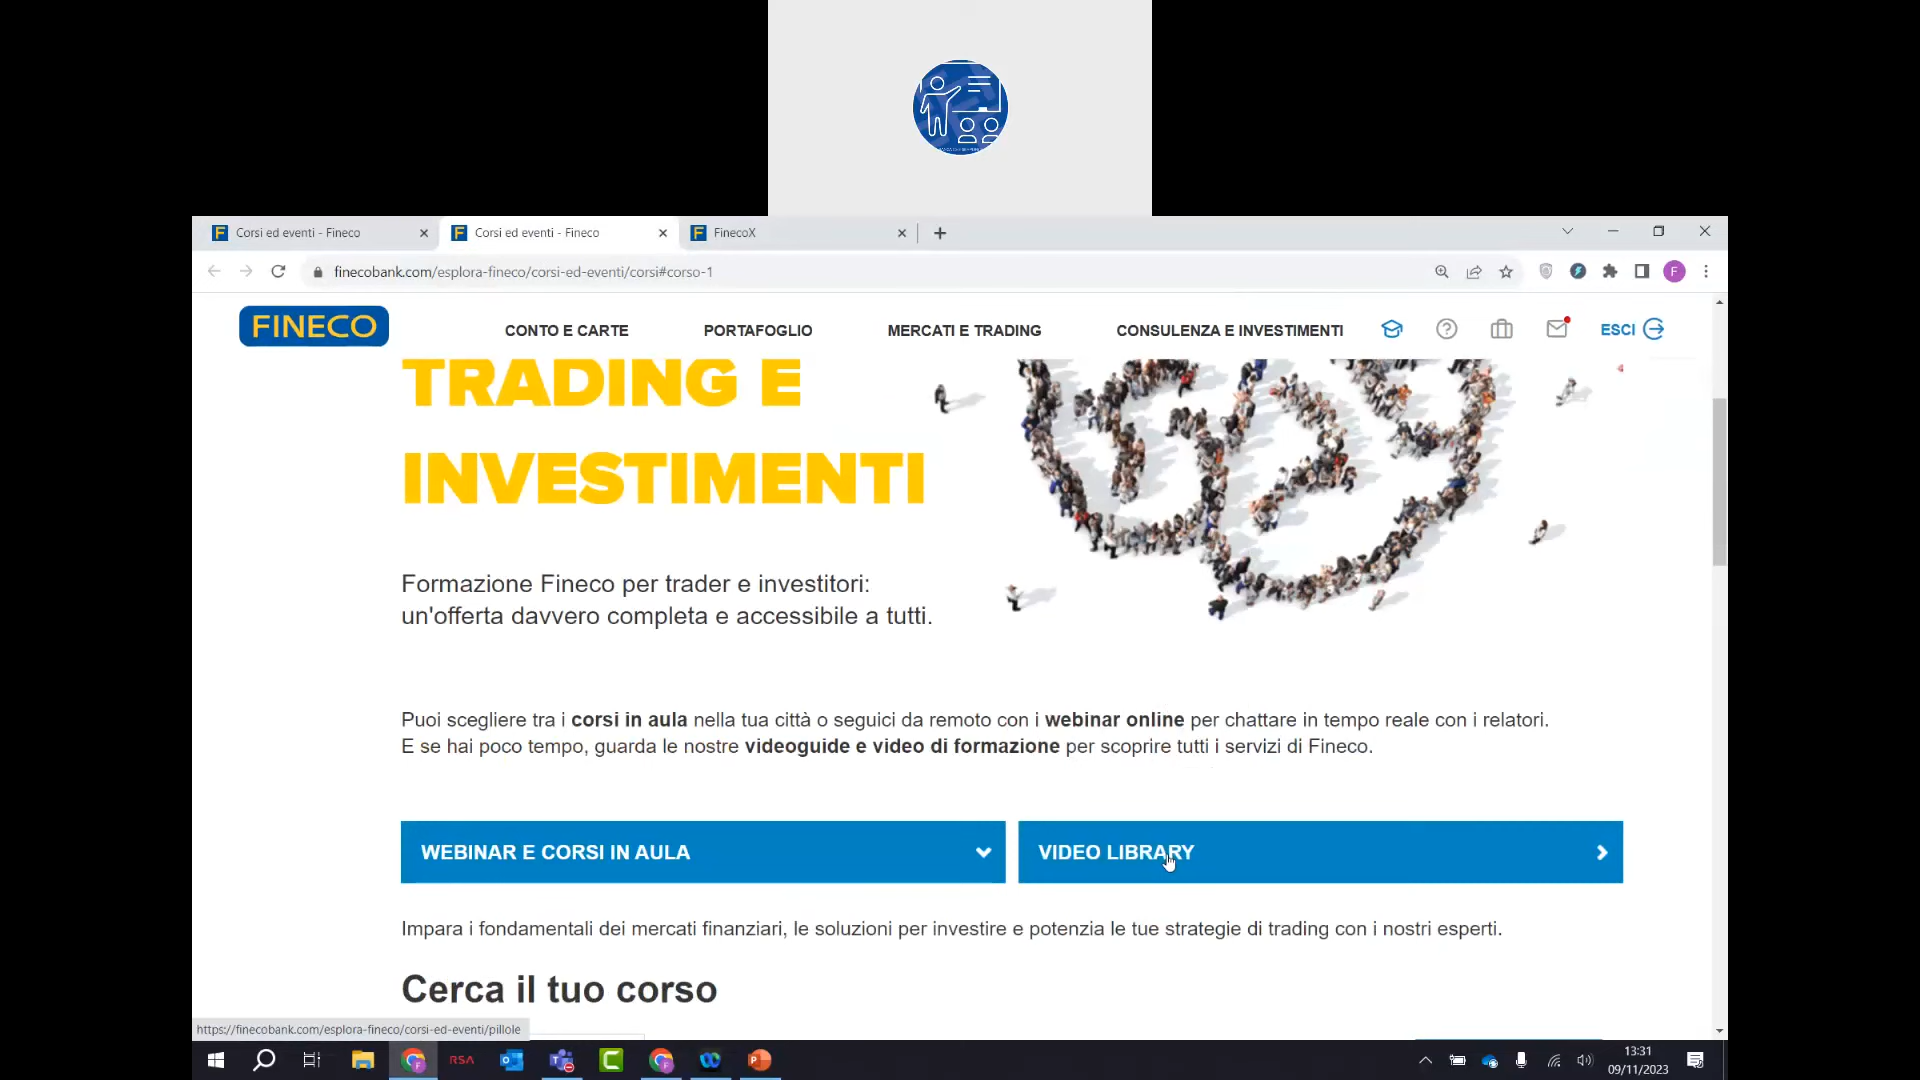 Corsi ed eventi - Fineco
Corsi ed eventi - Fineco
FinecoX
finecobank.com/esplora-fineco/corsi-ed-eventi/corsi#corso-1
F
FINECO
CONTO E CARTE
PORTAFOGLIO
MERCATI E TRADING
CONSULENZA E INVESTIMENTI
ESCI
TRADING E
INVESTIMENTI
Formazione Fineco per trader e investitori:
un'offerta davvero completa e accessibile a tutti.
Puoi scegliere tra i corsi in aula nella tua città o seguici da remoto con i webinar online per chattare in tempo reale con i relatori.
E se hai poco tempo, guarda le nostre videoguide e video di formazione per scoprire tutti i servizi di Fineco.
WEBINAR E CORSI IN AULA
VIDEO LIBRARY
Impara i fondamentali dei mercati finanziari, le soluzioni per investire e potenzia le tue strategie di trading con i nostri esperti.
Cerca il tuo corso
https://finecobank.com/esplora-fineco/corsi-ed-eventi/pillole
RSA
13:31
09/11/2023